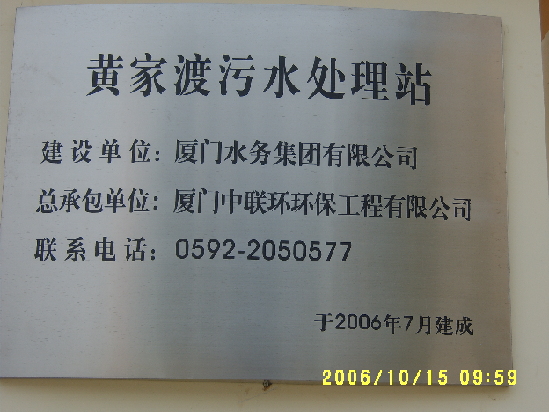 黄家渡污水处理站
建设单位：厦门水务集团有限公司
总承包单位：厦门中联环环保工程有限公司
联系电话：0592-2050577
于2006年7月建成
2006/10/15 09:59